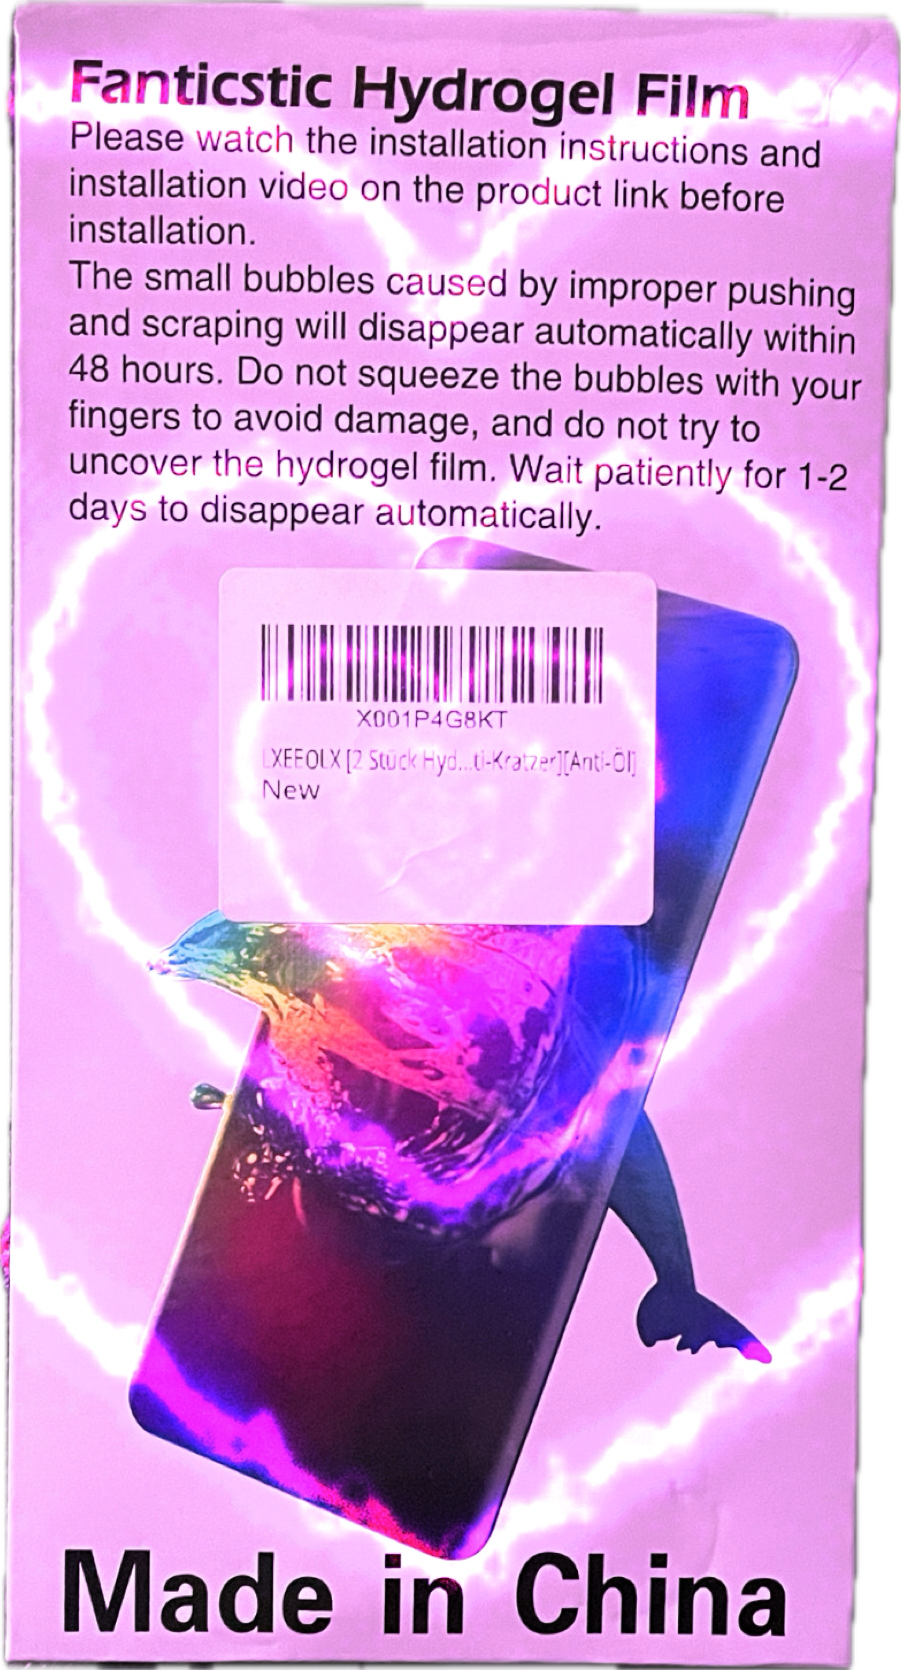 Fanticstic Hydrogel Film
Please watch the installation instructions and
installation video on the product link before
installation.
The small bubbles caused by improper pushing
and scraping will disappear automatically within
48 hours. Do not squeeze the bubbles with your
fingers to avoid damage, and do not try to
uncover the hydrogel film. Wait patiently for 1-2
days to disappear automatically.
X001P4G8KT
LXEEOLX [2 Stück Hyd...ti-Kratzer][Anti-Öl]
New
Made in China